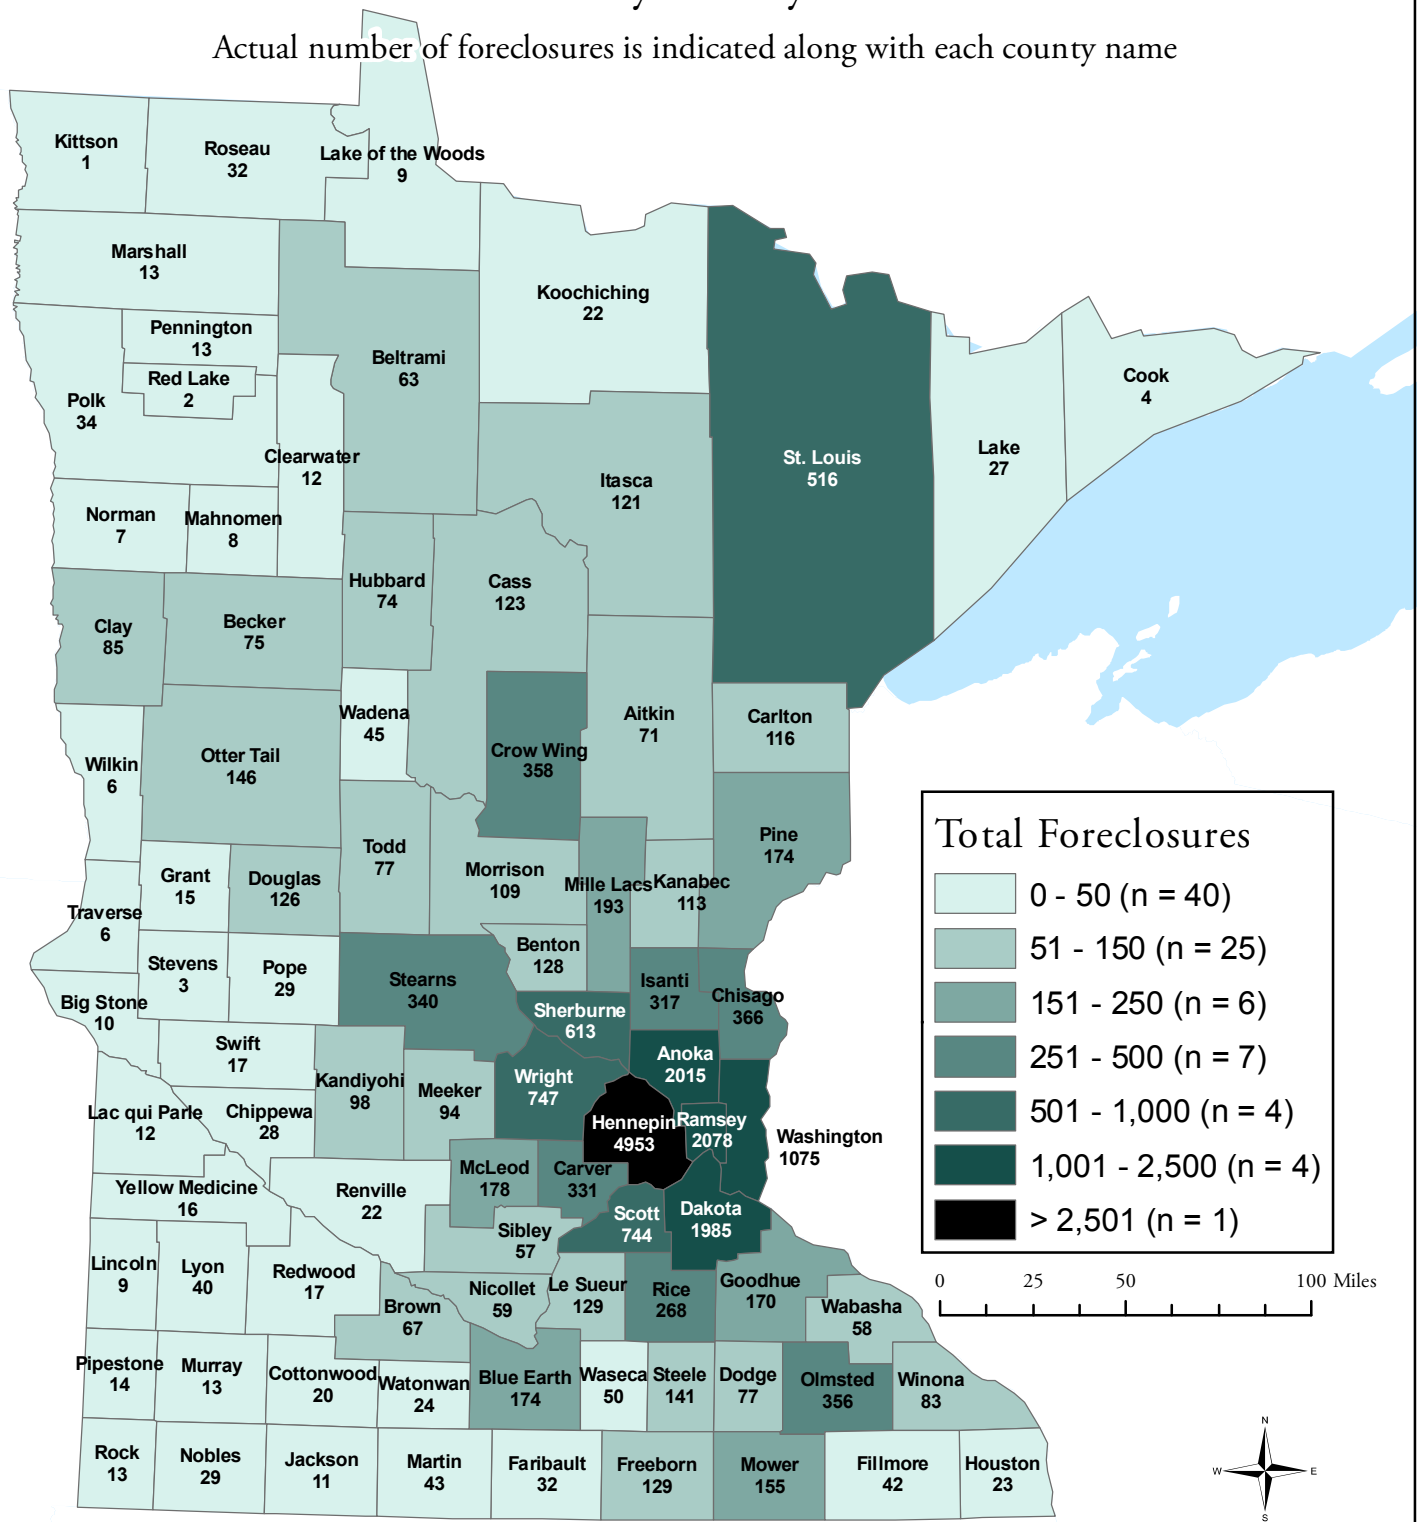 Actual number of foreclosures is indicated along with each county name
Kittson
1
Roseau
32
Lake of the Woods
9
Marshall
13
Koochiching
22
Pennington
13
Beltrami
63
Red Lake
2
Polk
34
Cook
4
Clearwater
12
St. Louis
516
Lake
27
Itasca
121
Norman
7
Mahnomen
8
Hubbard
74
Cass
123
Clay
85
Becker
75
Wadena
45
Aitkin
71
Carlton
116
Crow Wing
358
Otter Tail
146
Wilkin
6
Pine
174
Todd
77
Morrison
109
Mille Lacs
193
Kanabec
113
Grant
15
Douglas
126
Traverse
6
Benton
128
Stevens
3
Pope
29
Stearns
340
Isanti
317
Chisago
366
Big Stone
10
Sherburne
613
Swift
17
Anoka
2015
Kandiyohi
98
Meeker
94
Wright
747
Lac qui Parle
12
Chippewa
28
Hennepin
4953
Ramsey
2078
Washington
1075
McLeod
178
Carver
331
Yellow Medicine
16
Renville
22
Scott
744
Dakota
1985
Sibley
57
Lincoln
9
Lyon
40
Redwood
17
Nicollet
59
Le Sueur
129
Rice
268
Goodhue
170
Brown
67
Wabasha
58
Pipestone
14
Murray
13
Cottonwood
20
Watonwan
24
Blue Earth
174
Waseca
50
Steele
141
Dodge
77
Olmsted
356
Winona
83
Rock
13
Nobles
29
Jackson
11
Martin
43
Faribault
32
Freeborn
129
Mower
155
Fillmore
42
Houston
23
Total Foreclosures
0 - 50 (n = 40)
51 - 150 (n = 25)
151 - 250 (n = 6)
251 - 500 (n = 7)
501 - 1,000 (n = 4)
1,001 - 2,500 (n = 4)
> 2,501 (n = 1)
0 25 50 100 Miles
N
W E
S